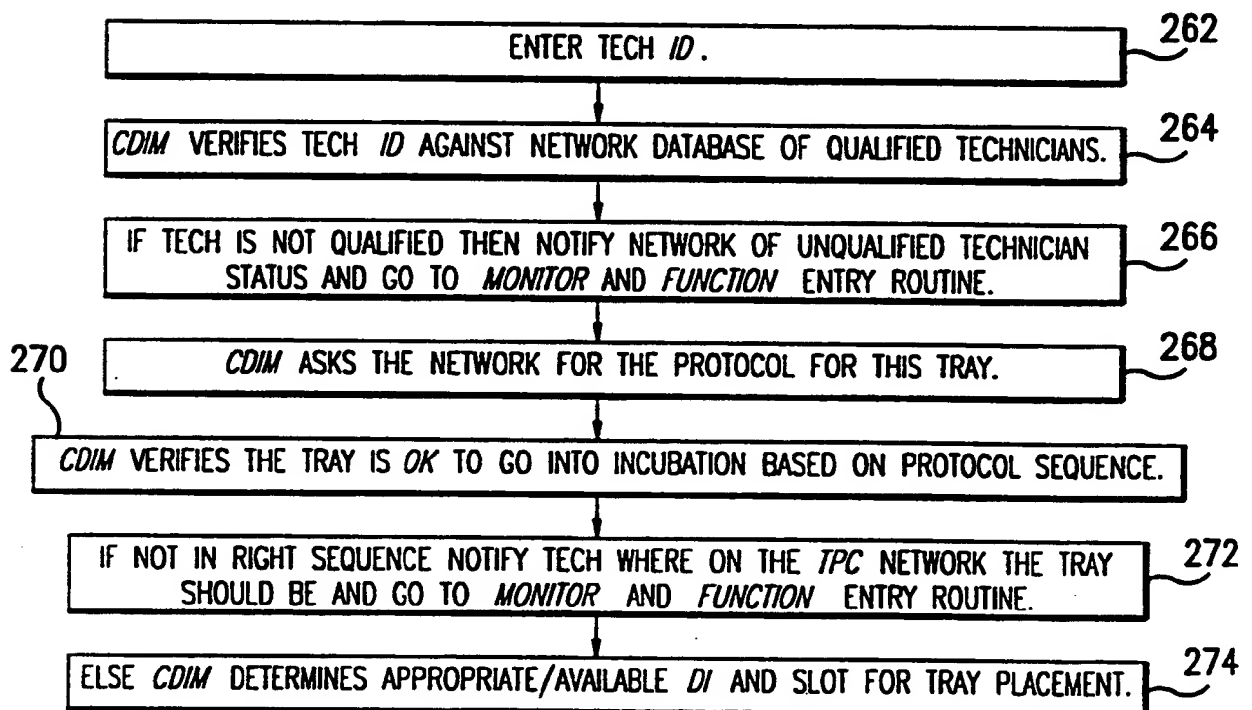 262
ENTER TECH ID.
264
CDIM VERIFIES TECH ID AGAINST NETWORK DATABASE OF QUALIFIED TECHNICIANS.
266
IF TECH IS NOT QUALIFIED THEN NOTIFY NETWORK OF UNQUALIFIED TECHNICIAN
STATUS AND GO TO MONITOR AND FUNCTION ENTRY ROUTINE.
268
CDIM ASKS THE NETWORK FOR THE PROTOCOL FOR THIS TRAY.
270
CDIM VERIFIES THE TRAY IS OK TO GO INTO INCUBATION BASED ON PROTOCOL SEQUENCE.
272
IF NOT IN RIGHT SEQUENCE NOTIFY TECH WHERE ON THE TPC NETWORK THE TRAY
SHOULD BE AND GO TO MONITOR AND FUNCTION ENTRY ROUTINE.
274
ELSE CDIM DETERMINES APPROPRIATE/AVAILABLE DI AND SLOT FOR TRAY PLACEMENT.